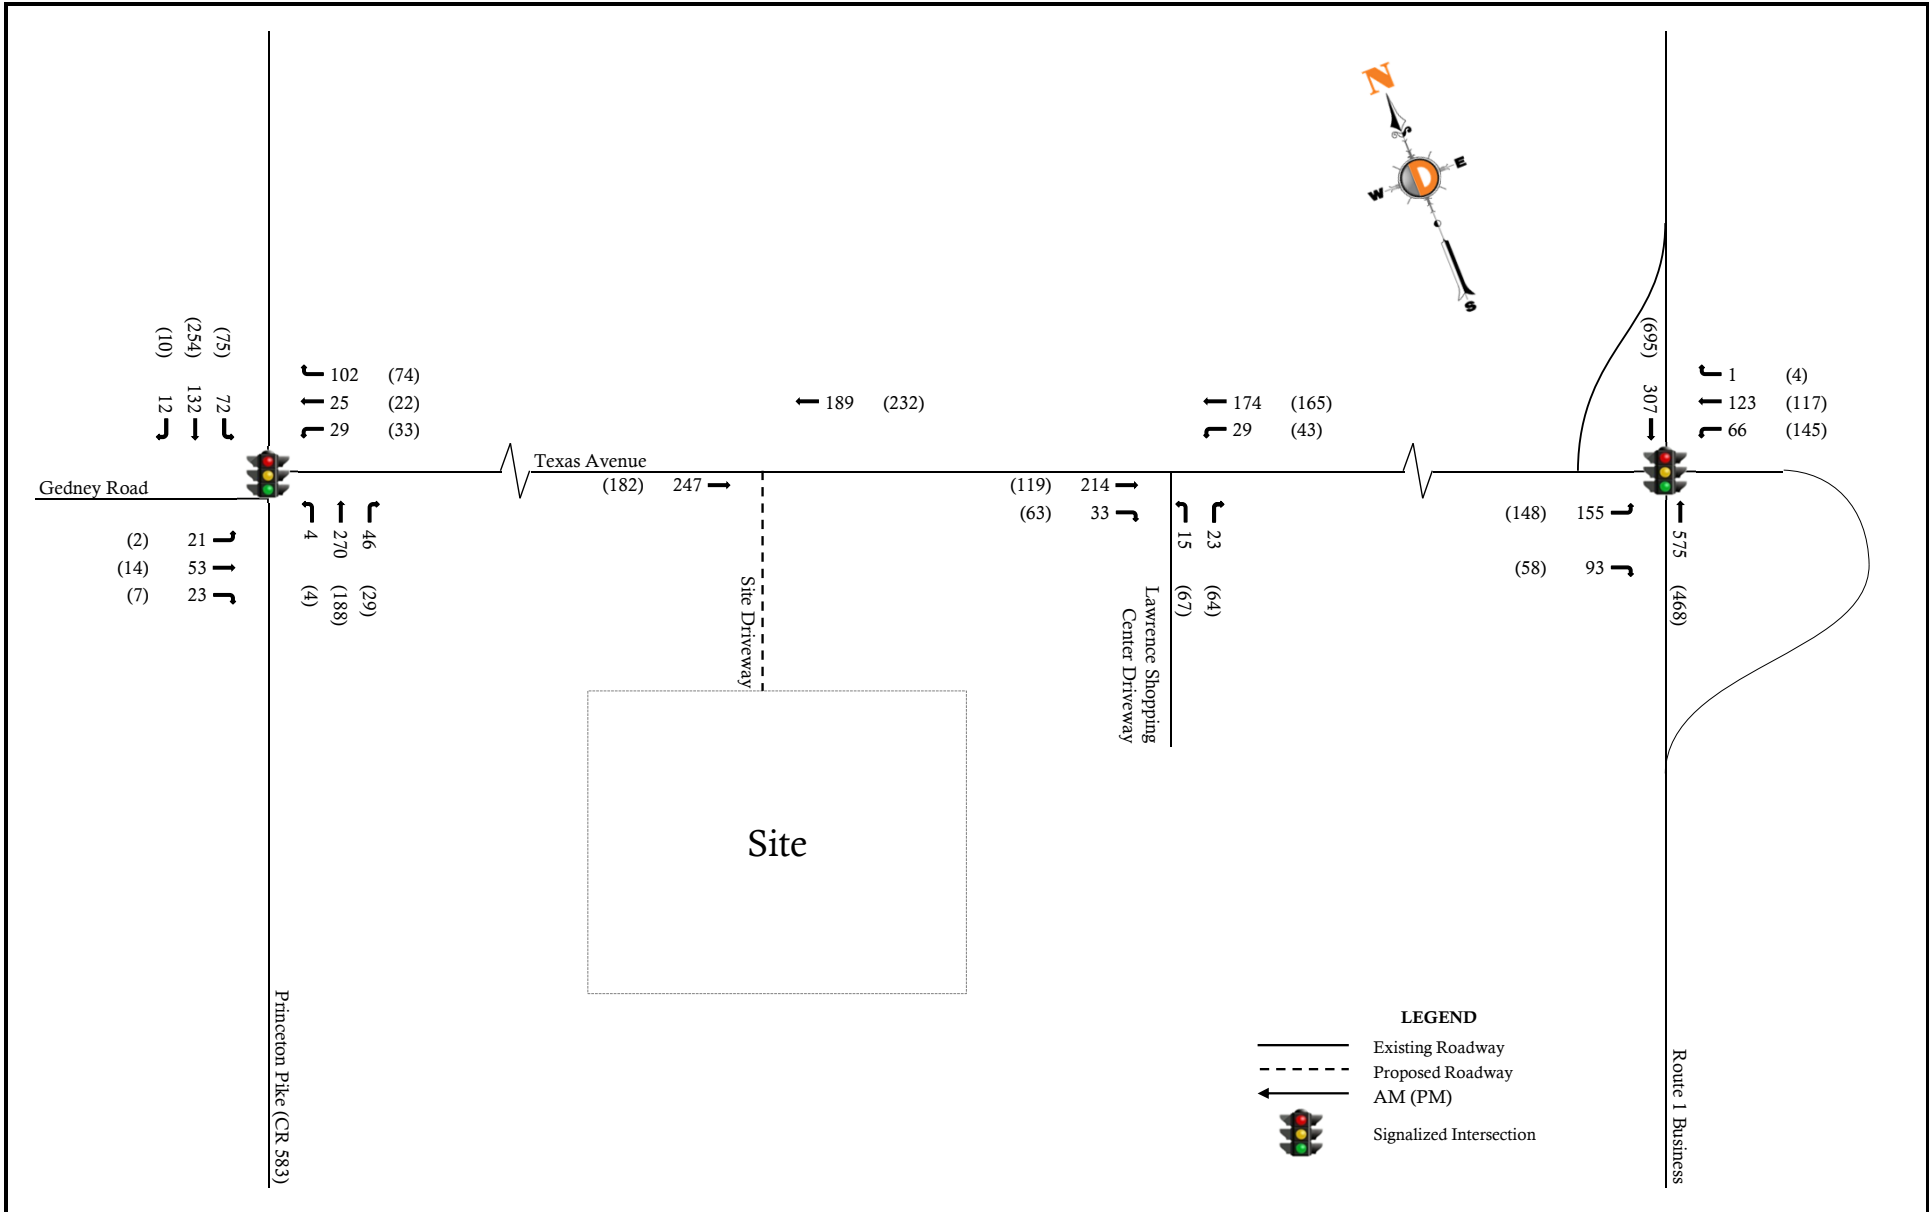 N
W
E
D
S
(10)
(254)
(75)
12
132
72
102 (74)
25 (22)
29 (33)
189 (232)
174 (165)
29 (43)
(695)
307
1 (4)
123 (117)
66 (145)
Gedney Road
Texas Avenue
(182) 247
(119) 214
(63) 33
(148) 155
(58) 93
(2) 21
(14) 53
(7) 23
4
270
46
(4)
(188)
(29)
15
23
(67)
(64)
575
(468)
Site Driveway
Lawrence Shopping
Center Driveway
Site
Princeton Pike (CR 583)
Route 1 Business
LEGEND
Existing Roadway
Proposed Roadway
AM (PM)
Signalized Intersection